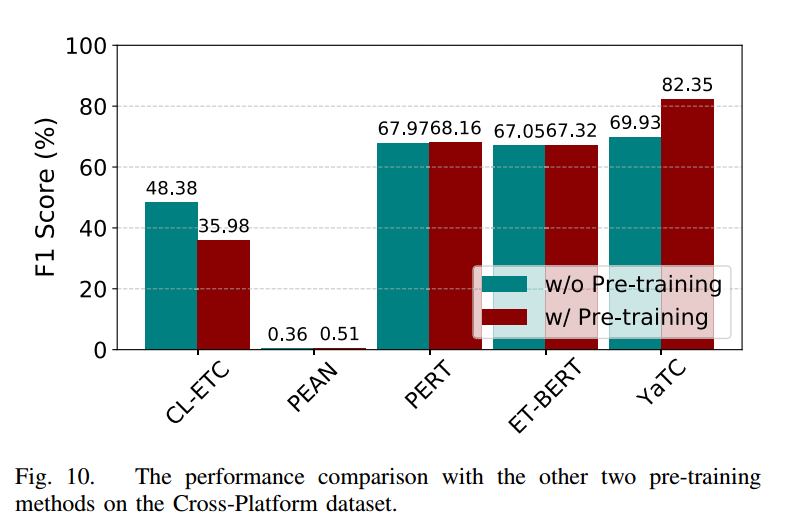 100
80
60
40
20
0
F1 Score (%)
48.38
35.98
0.36 0.51
67.97 68.16
67.05 67.32
69.93
82.35
w/o Pre-training
w/ Pre-training
CL-ETC
PEAN
PERT
ET-BERT
YaTC
Fig. 10. The performance comparison with the other two pre-training
methods on the Cross-Platform dataset.